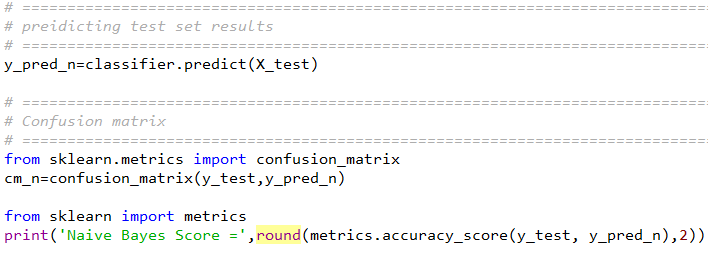 # ==============================================================================
# preidicting test set results
# ==============================================================================
y_pred_n=classifier.predict(X_test)
# ==============================================================================
# Confusion matrix
# ==============================================================================
from sklearn.metrics import confusion_matrix
cm_n=confusion_matrix(y_test,y_pred_n)
from sklearn import metrics
print('Naive Bayes Score =',round(metrics.accuracy_score(y_test, y_pred_n),2))